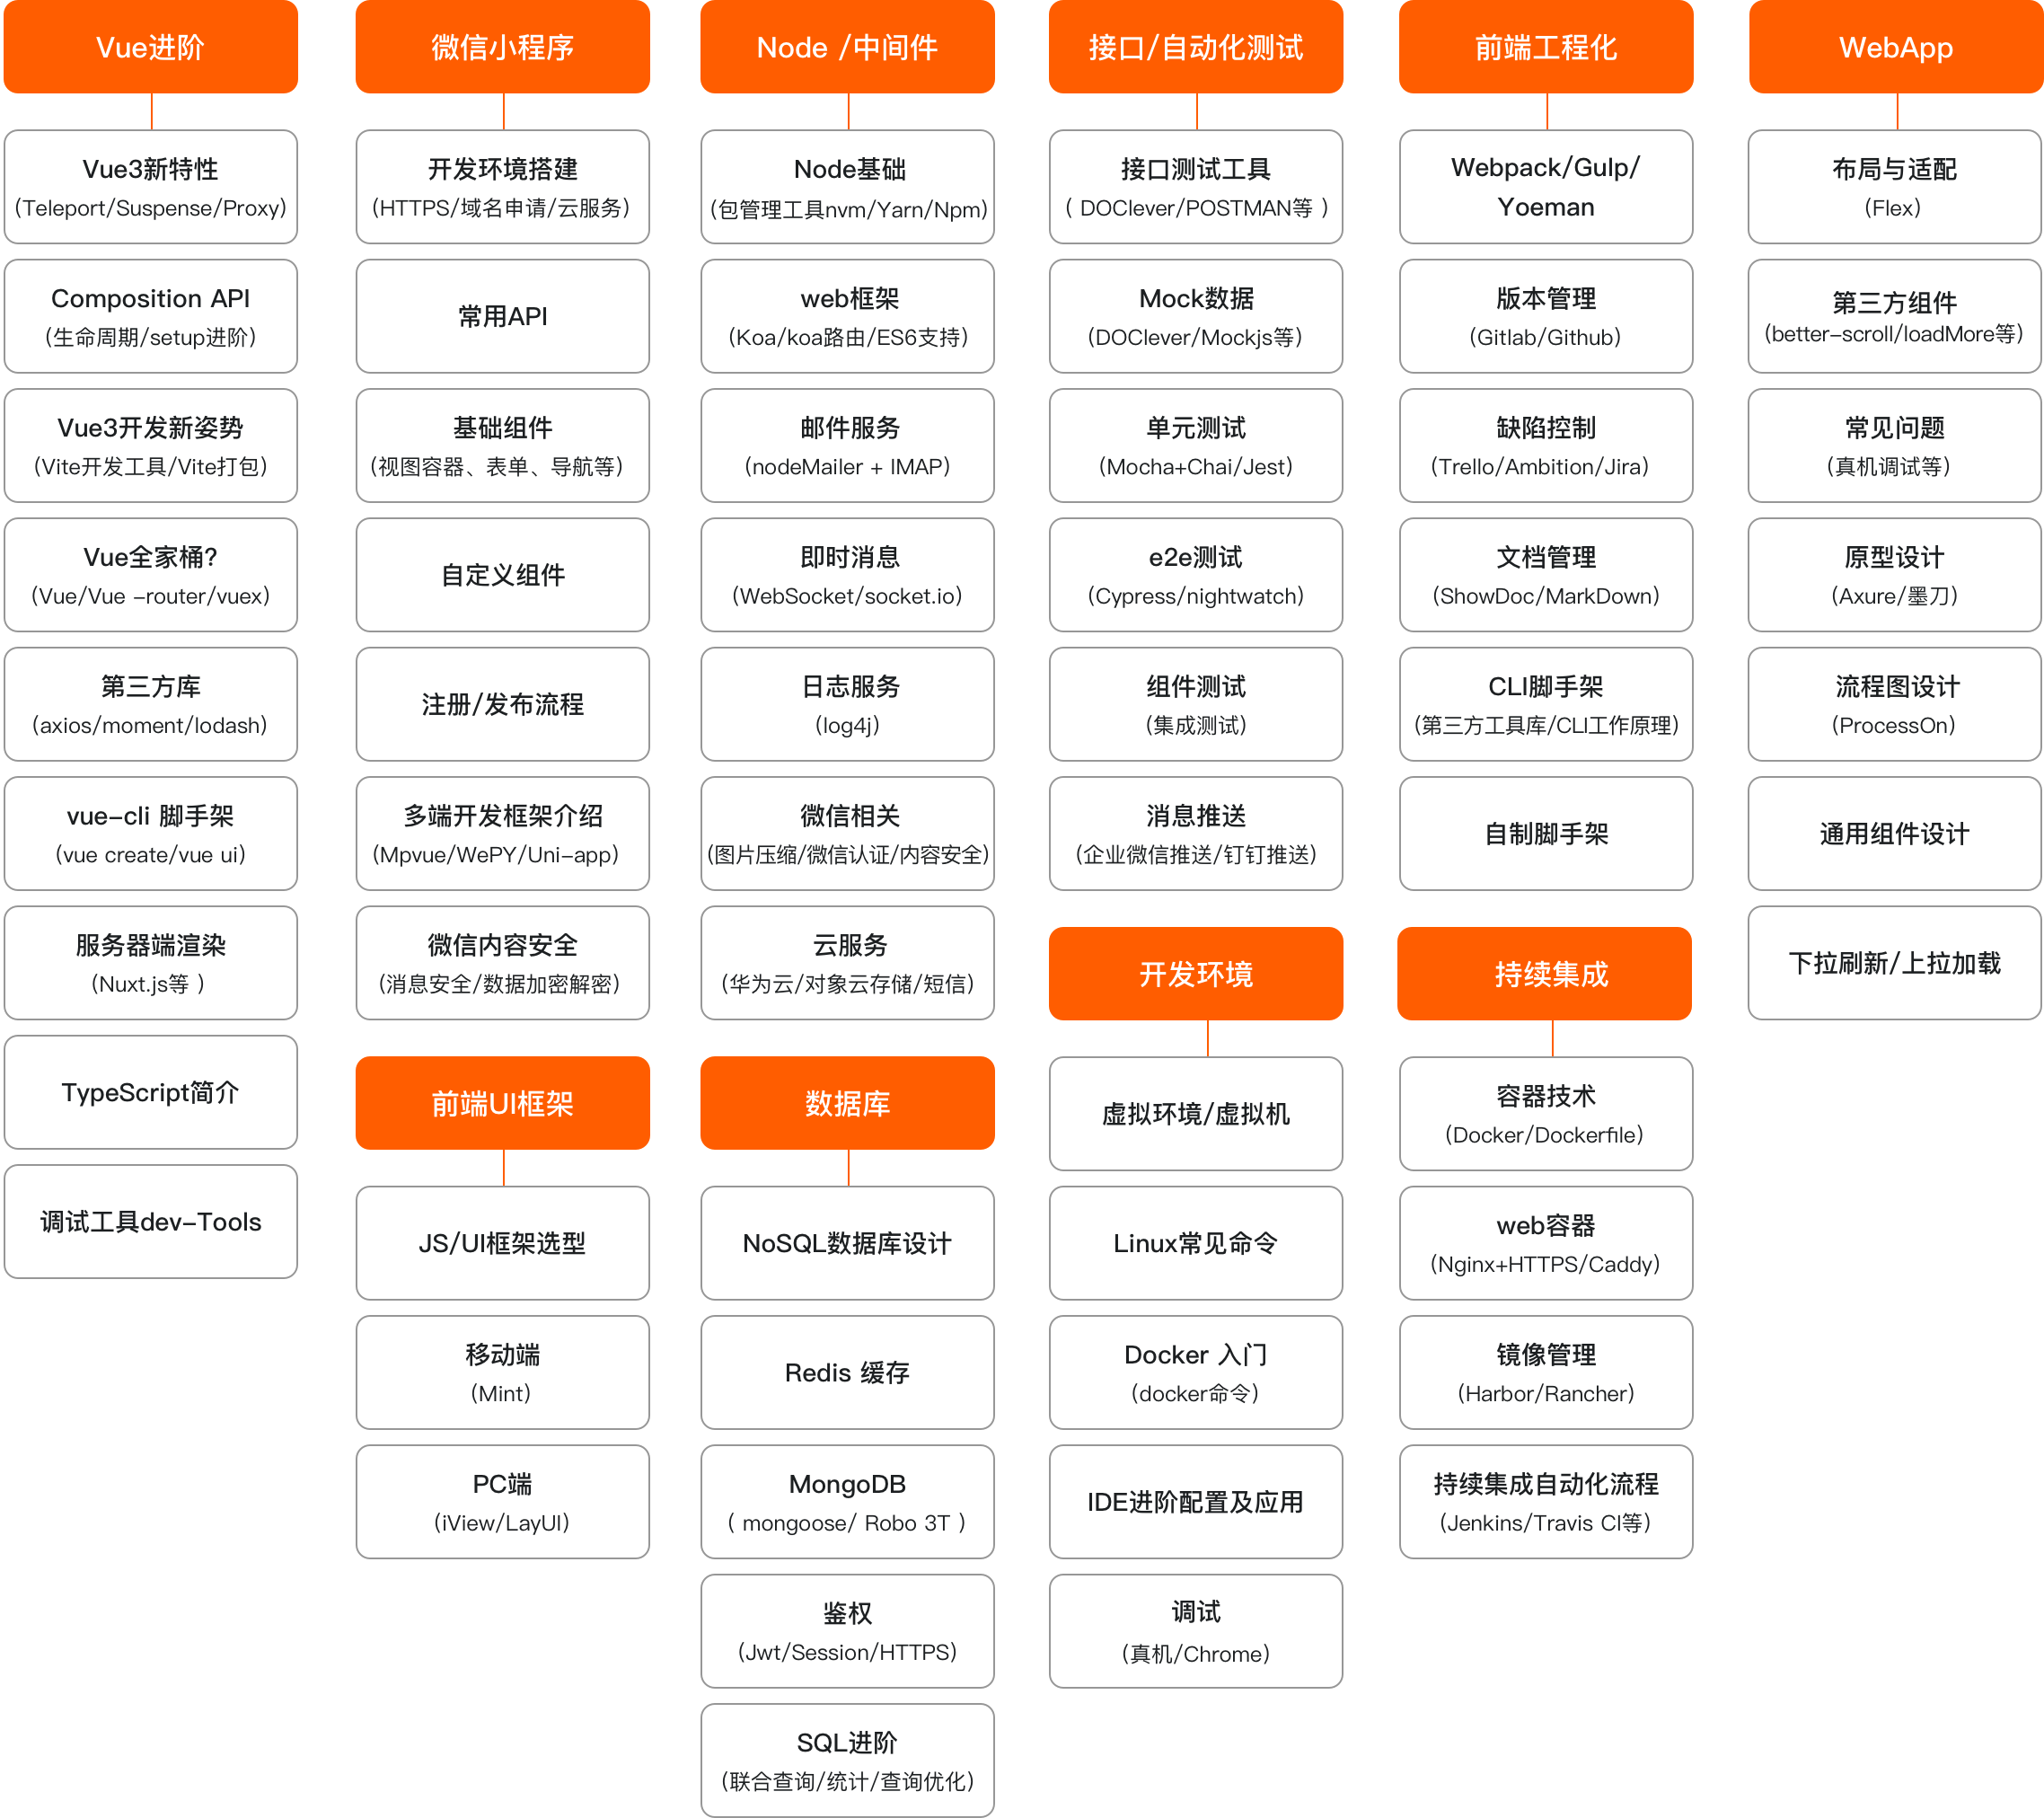 Vue进阶
Vue3新特性
(Teleport/Suspense/Proxy)
Composition API
(生命周期/setup进阶)
Vue3开发新姿势
(Vite开发工具/Vite打包)
Vue全家桶?
(Vue/Vue -router/vuex)
第三方库
(axios/moment/lodash)
vue-cli 脚手架
(vue create/vue ui)
服务器端渲染
(Nuxt.js等 )
TypeScript简介
调试工具dev-Tools
微信小程序
开发环境搭建
(HTTPS/域名申请/云服务)
常用API
基础组件
(视图容器、表单、导航等)
自定义组件
注册/发布流程
多端开发框架介绍
(Mpvue/WePY/Uni-app)
微信内容安全
(消息安全/数据加密解密)
前端UI框架
JS/UI框架选型
移动端
(Mint)
PC端
(iView/LayUI)
Node /中间件
Node基础
(包管理工具nvm/Yarn/Npm)
web框架
(Koa/koa路由/ES6支持)
邮件服务
(nodeMailer + IMAP)
即时消息
(WebSocket/socket.io)
日志服务
(log4j)
微信相关
(图片压缩/微信认证/内容安全)
云服务
(华为云/对象云存储/短信)
数据库
NoSQL数据库设计
Redis 缓存
MongoDB
( mongoose/ Robo 3T )
鉴权
(Jwt/Session/HTTPS)
SQL进阶
(联合查询/统计/查询优化)
接口/自动化测试
接口测试工具
( DOClever/POSTMAN等 )
Mock数据
(DOClever/Mockjs等)
单元测试
(Mocha+Chai/Jest)
e2e测试
(Cypress/nightwatch)
组件测试
(集成测试)
消息推送
(企业微信推送/钉钉推送)
开发环境
虚拟环境/虚拟机
Linux常见命令
Docker 入门
(docker命令)
IDE进阶配置及应用
调试
(真机/Chrome)
前端工程化
Webpack/Gulp/
Yoeman
版本管理
(Gitlab/Github)
缺陷控制
(Trello/Ambition/Jira)
文档管理
(ShowDoc/MarkDown)
CLI脚手架
(第三方工具库/CLI工作原理)
自制脚手架
持续集成
容器技术
(Docker/Dockerfile)
web容器
(Nginx+HTTPS/Caddy)
镜像管理
(Harbor/Rancher)
持续集成自动化流程
(Jenkins/Travis CI等)
WebApp
布局与适配
(Flex)
第三方组件
(better-scroll/loadMore等)
常见问题
(真机调试等)
原型设计
(Axure/墨刀)
流程图设计
(ProcessOn)
通用组件设计
下拉刷新/上拉加载